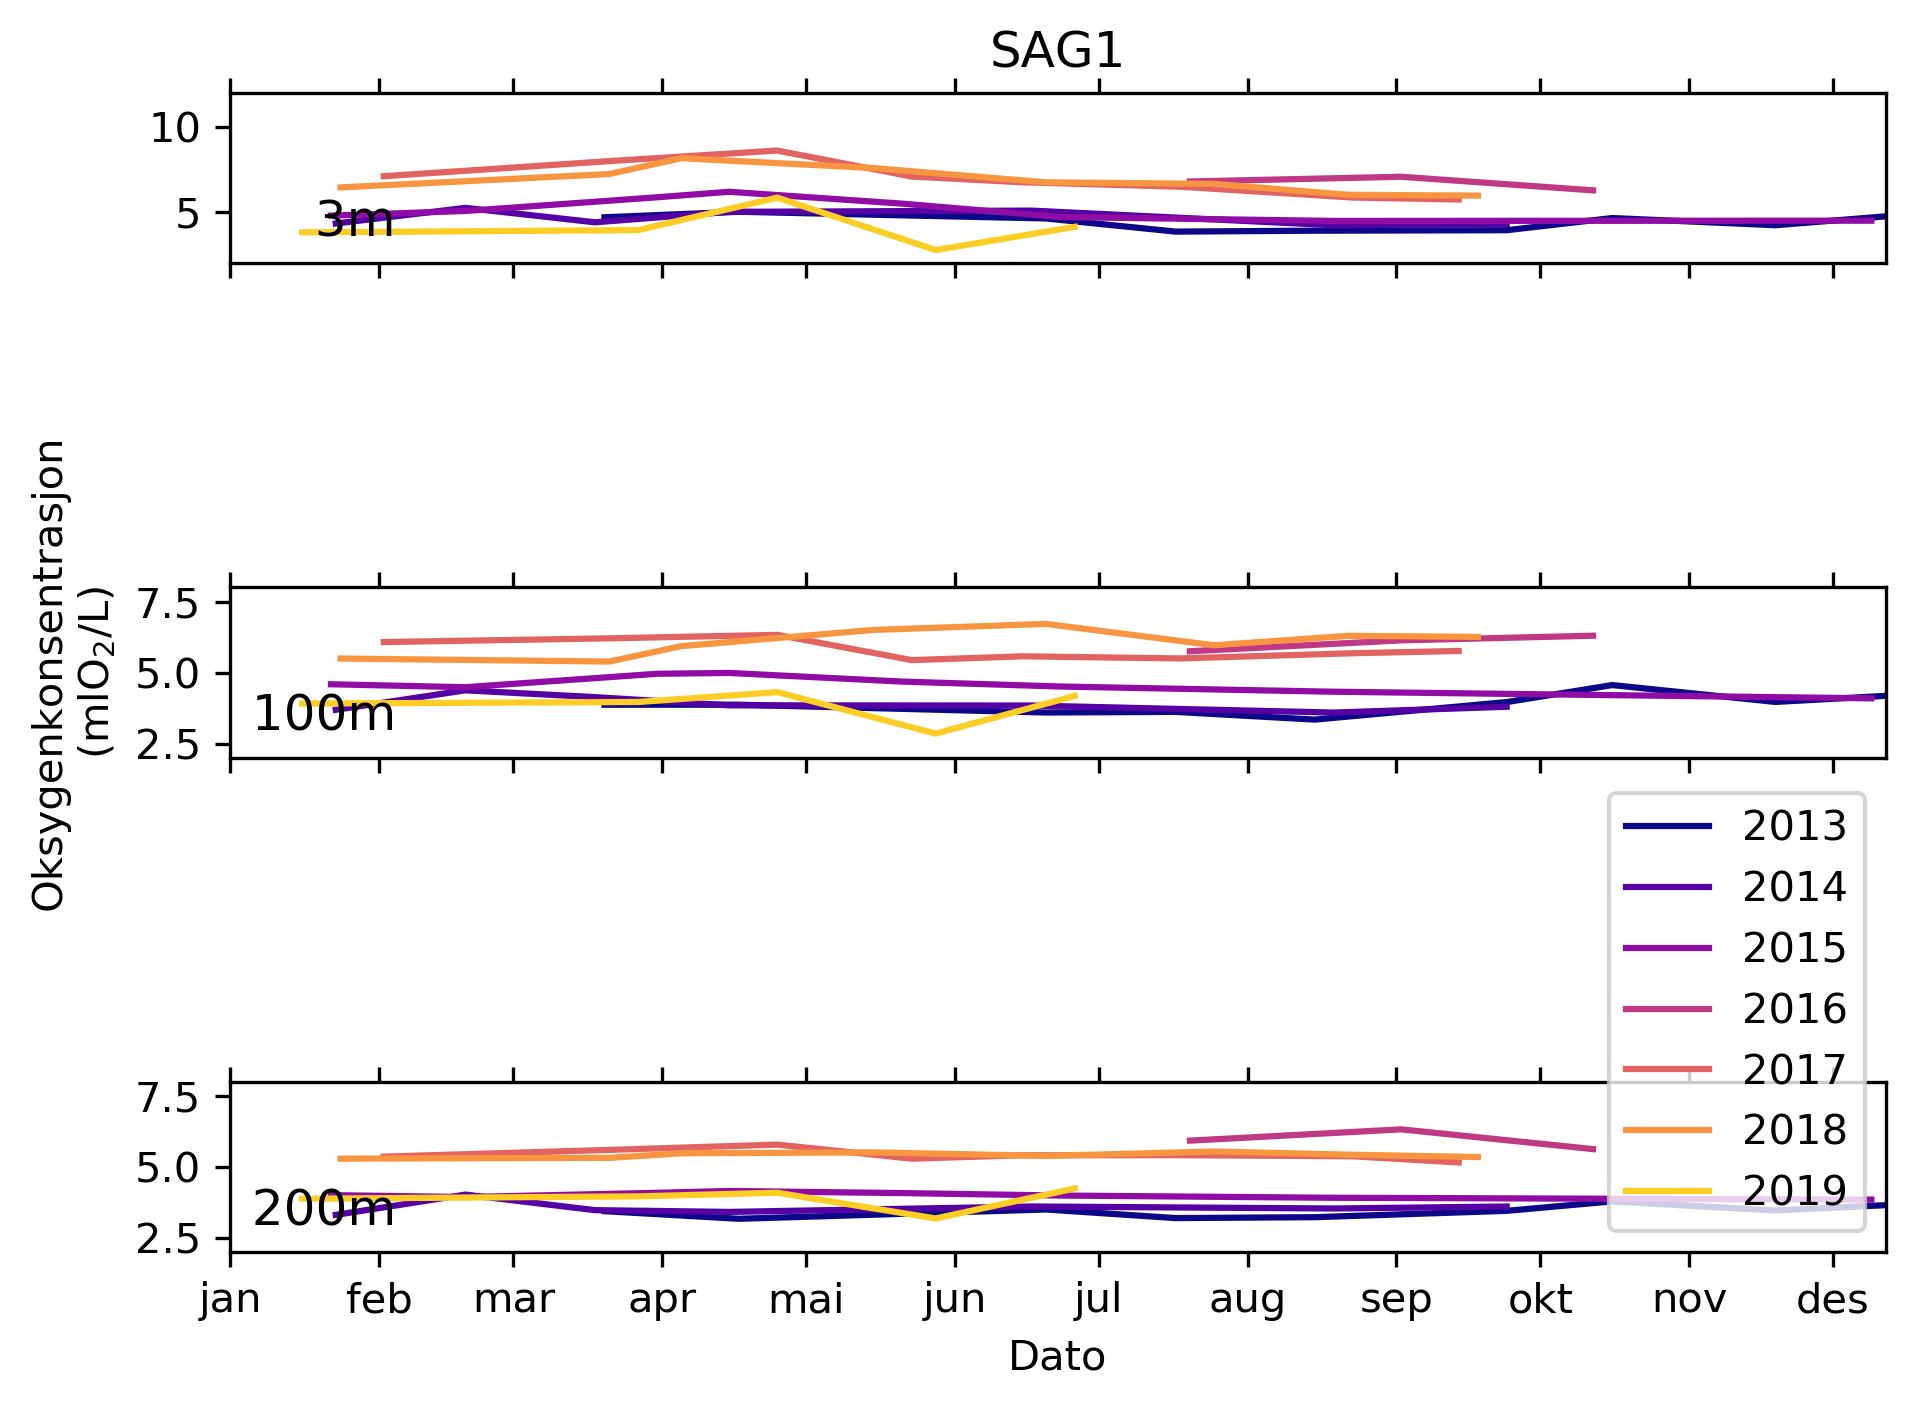 SAG1
10
5
3m
Oksygenkonsentrasjon
(mlO₂/L)
7.5
5.0
2.5
100m
7.5
5.0
2.5
200m
2013
2014
2015
2016
2017
2018
2019
jan feb mar apr mai jun jul aug sep okt nov des
Dato